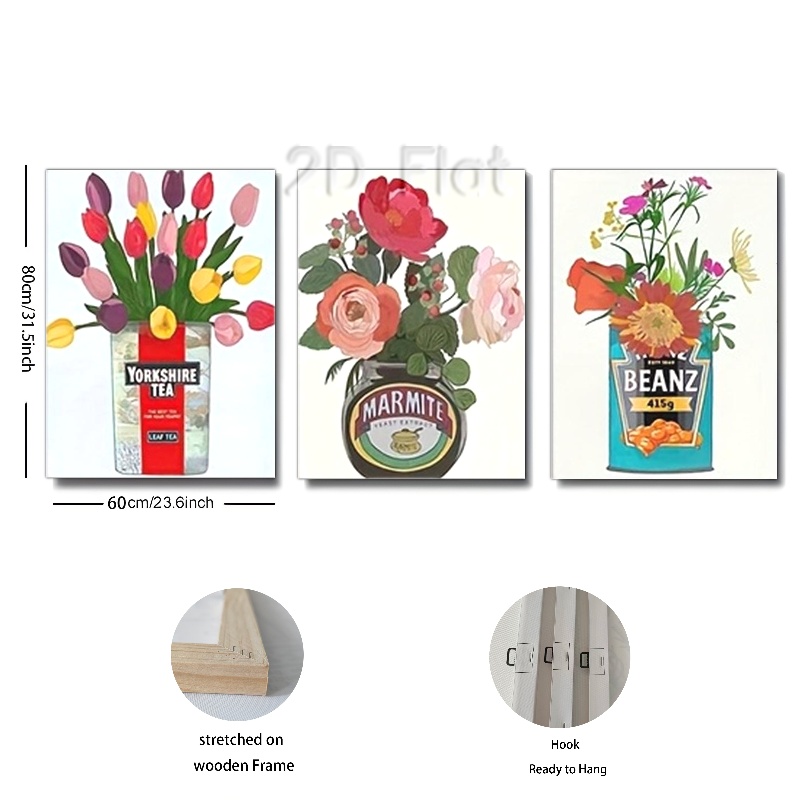 2D Flat
80cm/31.5inch
YORKSHIRE
TEA
LEAF TEA
MARMITE
YEAST EXTRACT
BEANZ
415g
60cm/23.6inch
stretched on
wooden Frame
Hook
Ready to Hang